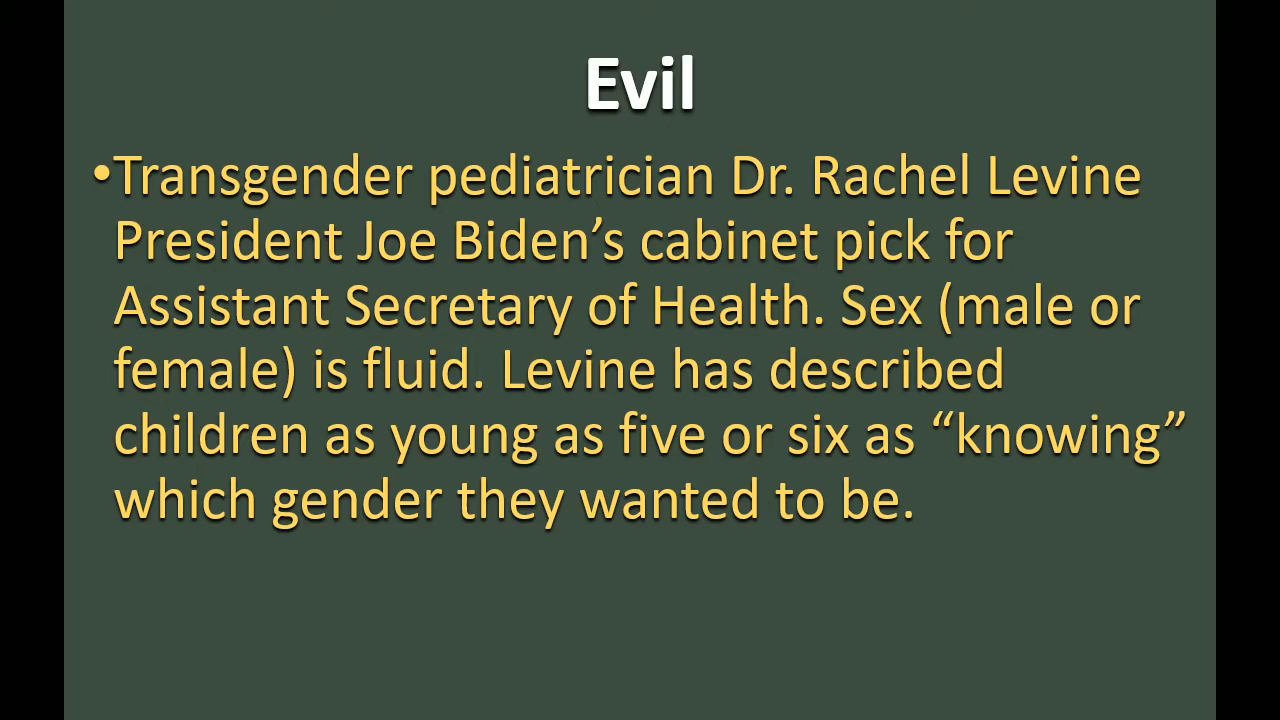 Evil
•Transgender pediatrician Dr. Rachel Levine
President Joe Biden’s cabinet pick for
Assistant Secretary of Health. Sex (male or
female) is fluid. Levine has described
children as young as five or six as “knowing”
which gender they wanted to be.